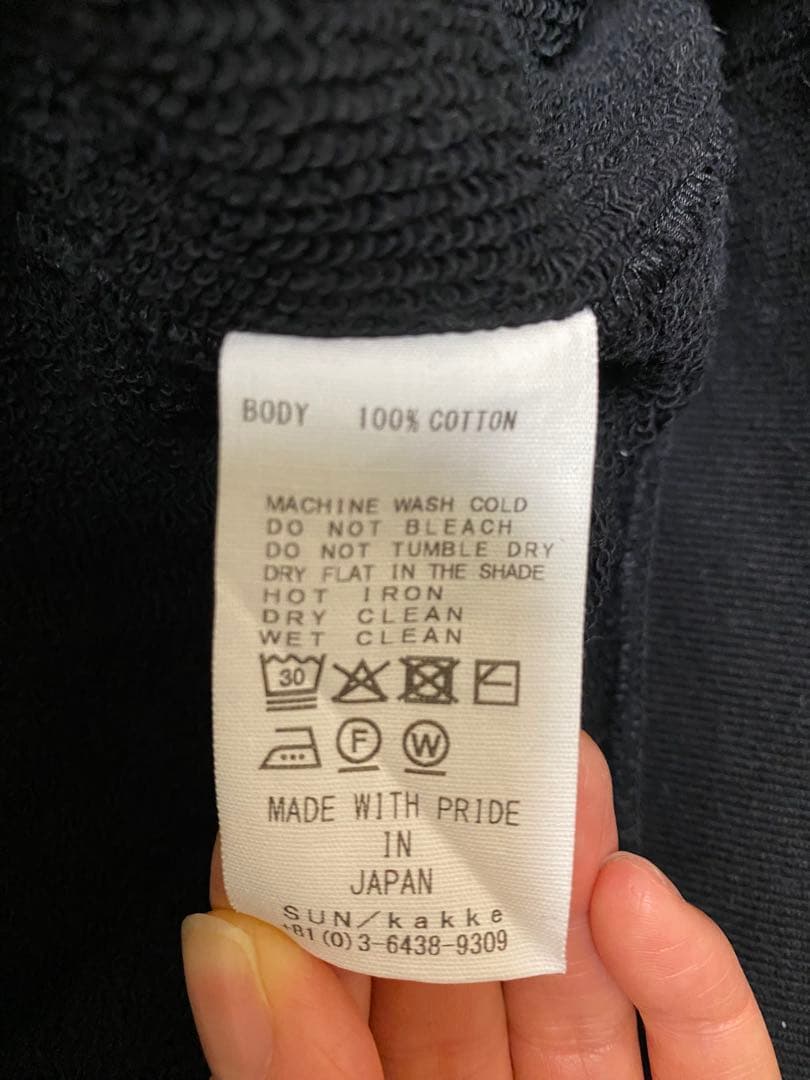 BODY 100% COTTON
MACHINE WASH COLD
DO NOT BLEACH
DO NOT TUMBLE DRY
DRY FLAT IN THE SHADE
HOT IRON
DRY CLEAN
WET CLEAN
30
F W
MADE WITH PRIDE
IN
JAPAN
SUN/kakke
+81(0)3-6438-9309